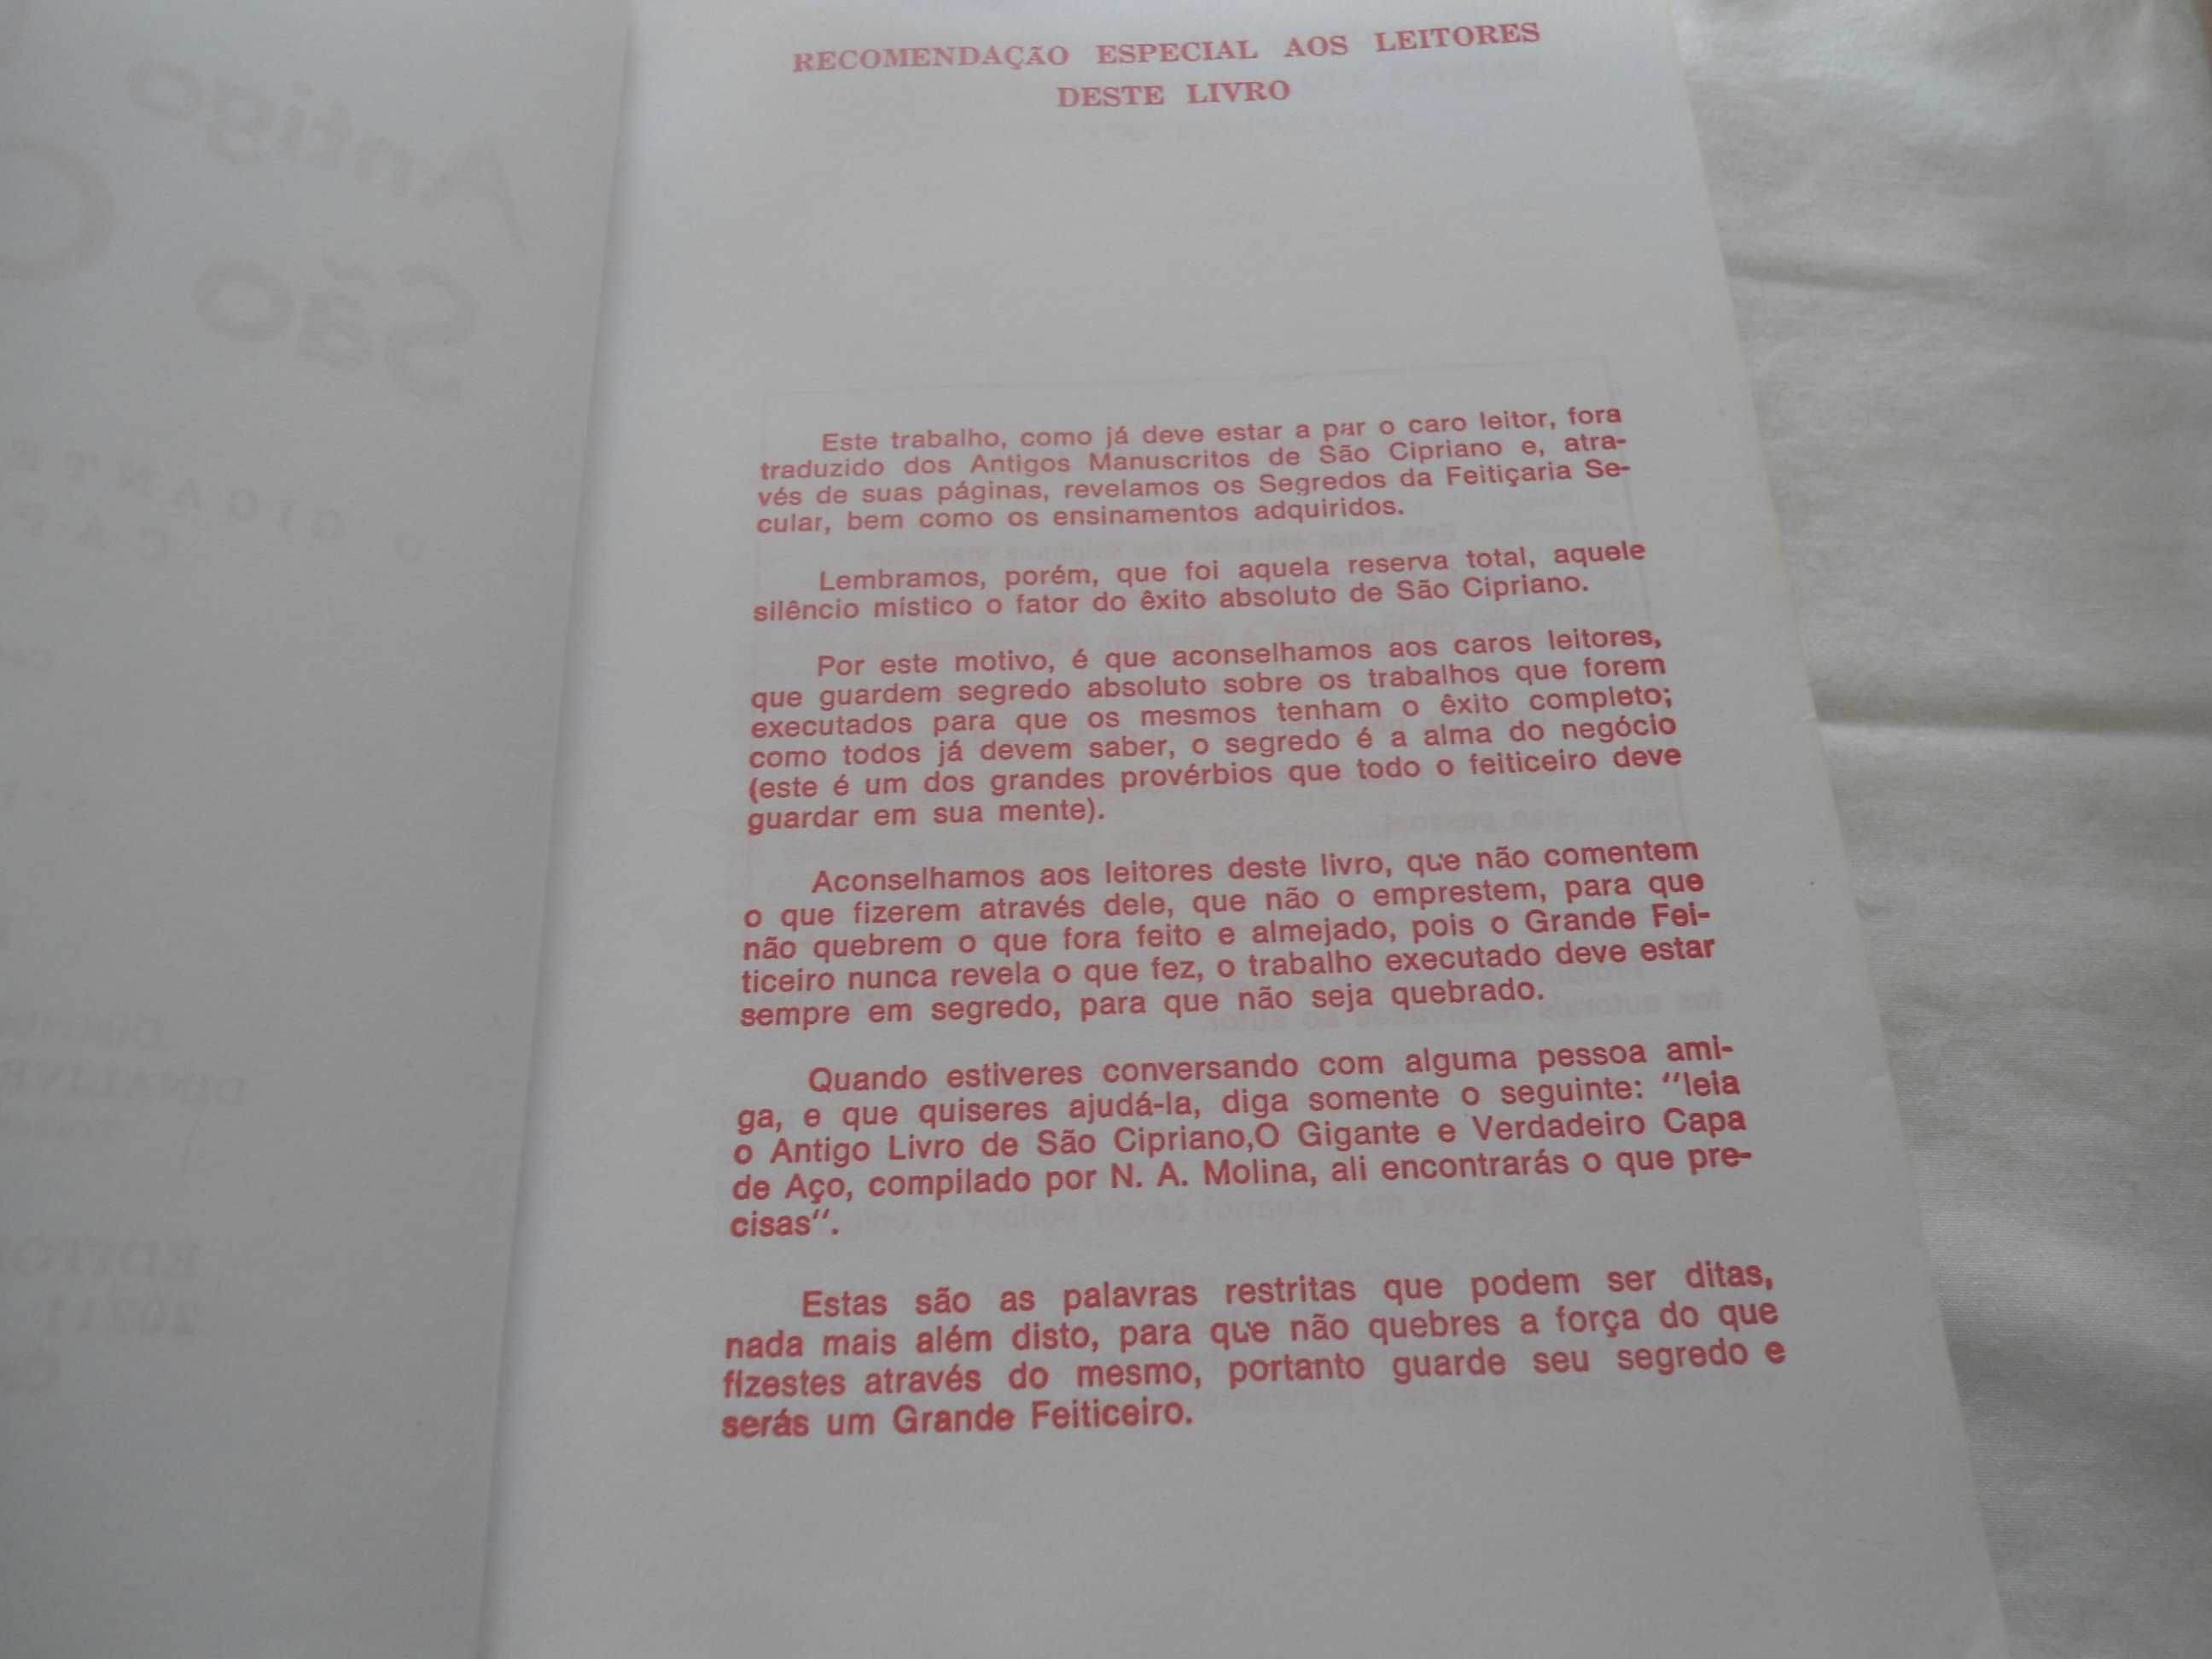 Antigo
São
O GIGANTE
CAP
RECOMENDAÇÃO ESPECIAL AOS LEITORES
DESTE LIVRO
Este trabalho, como já deve estar a par o caro leitor, fora
traduzido dos Antigos Manuscritos de São Cipriano e, atra-
vés de suas páginas, revelamos os Segredos da Feitiçaria Se-
cular, bem como os ensinamentos adquiridos.
Lembramos, porém, que foi aquela reserva total, aquele
silêncio místico o fator do êxito absoluto de São Cipriano.
Por este motivo, é que aconselhamos aos caros leitores,
que guardem segredo absoluto sobre os trabalhos que forem
executados para que os mesmos tenham o êxito completo;
como todos já devem saber, o segredo é a alma do negócio
(este é um dos grandes provérbios que todo o feiticeiro deve
guardar em sua mente).
Aconselhamos aos leitores deste livro, que não comentem
o que fizerem através dele, que não o emprestem, para que
não quebrem o que fora feito e almejado, pois o Grande Fei-
ticeiro nunca revela o que fez, o trabalho executado deve estar
sempre em segredo, para que não seja quebrado.
Quando estiveres conversando com alguma pessoa ami-
ga, e que quiseres ajudá-la, diga somente o seguinte: "leia
o Antigo Livro de São Cipriano,O Gigante e Verdadeiro Capa
de Aço, compilado por N. A. Molina, ali encontrarás o que pre-
cisas".
Estas são as palavras restritas que podem ser ditas,
nada mais além disto, para que não quebres a força do que
fizestes através do mesmo, portanto guarde seu segredo e
serás um Grande Feiticeiro.